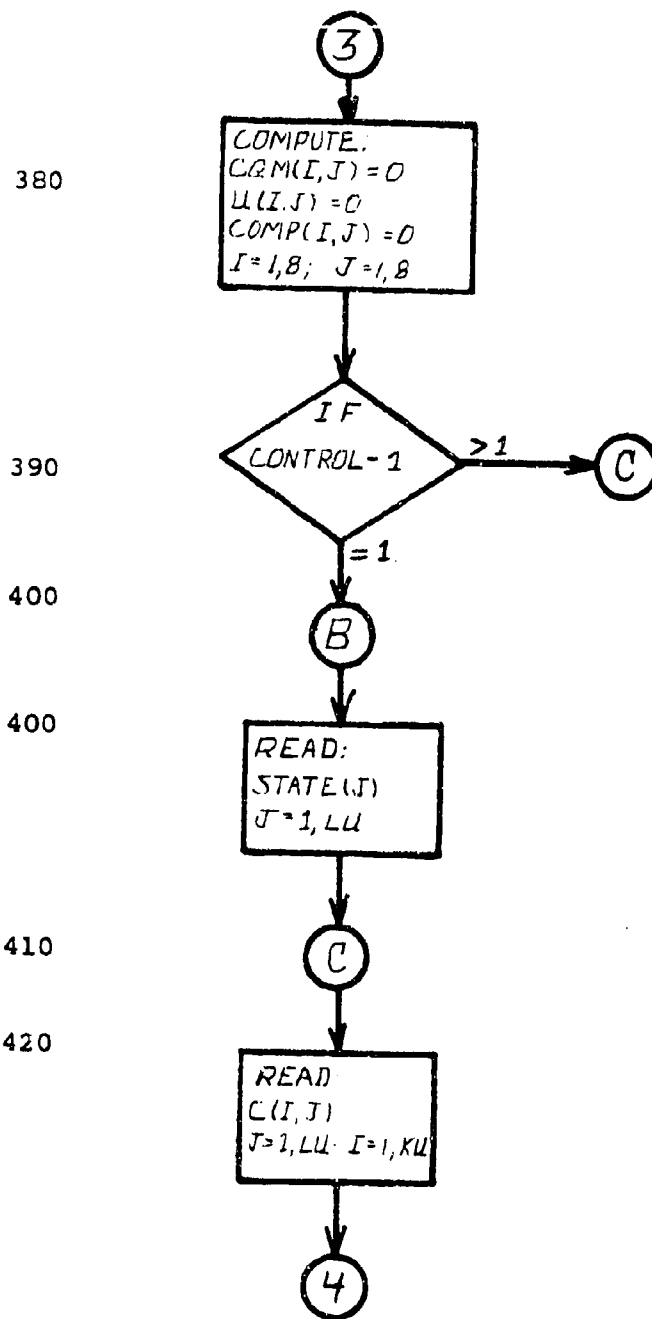 3
380
COMPUTE:
CQM(I,J)=0
U(I.J)=0
COMP(I,J)=0
I=1,8; J=1,8
IF
390
CONTROL-1
>1
C
=1
400
B
400
READ:
STATE(J)
J=1,LU
410
C
420
READ
C(I,J)
J=1,LU· I=1,KU
4